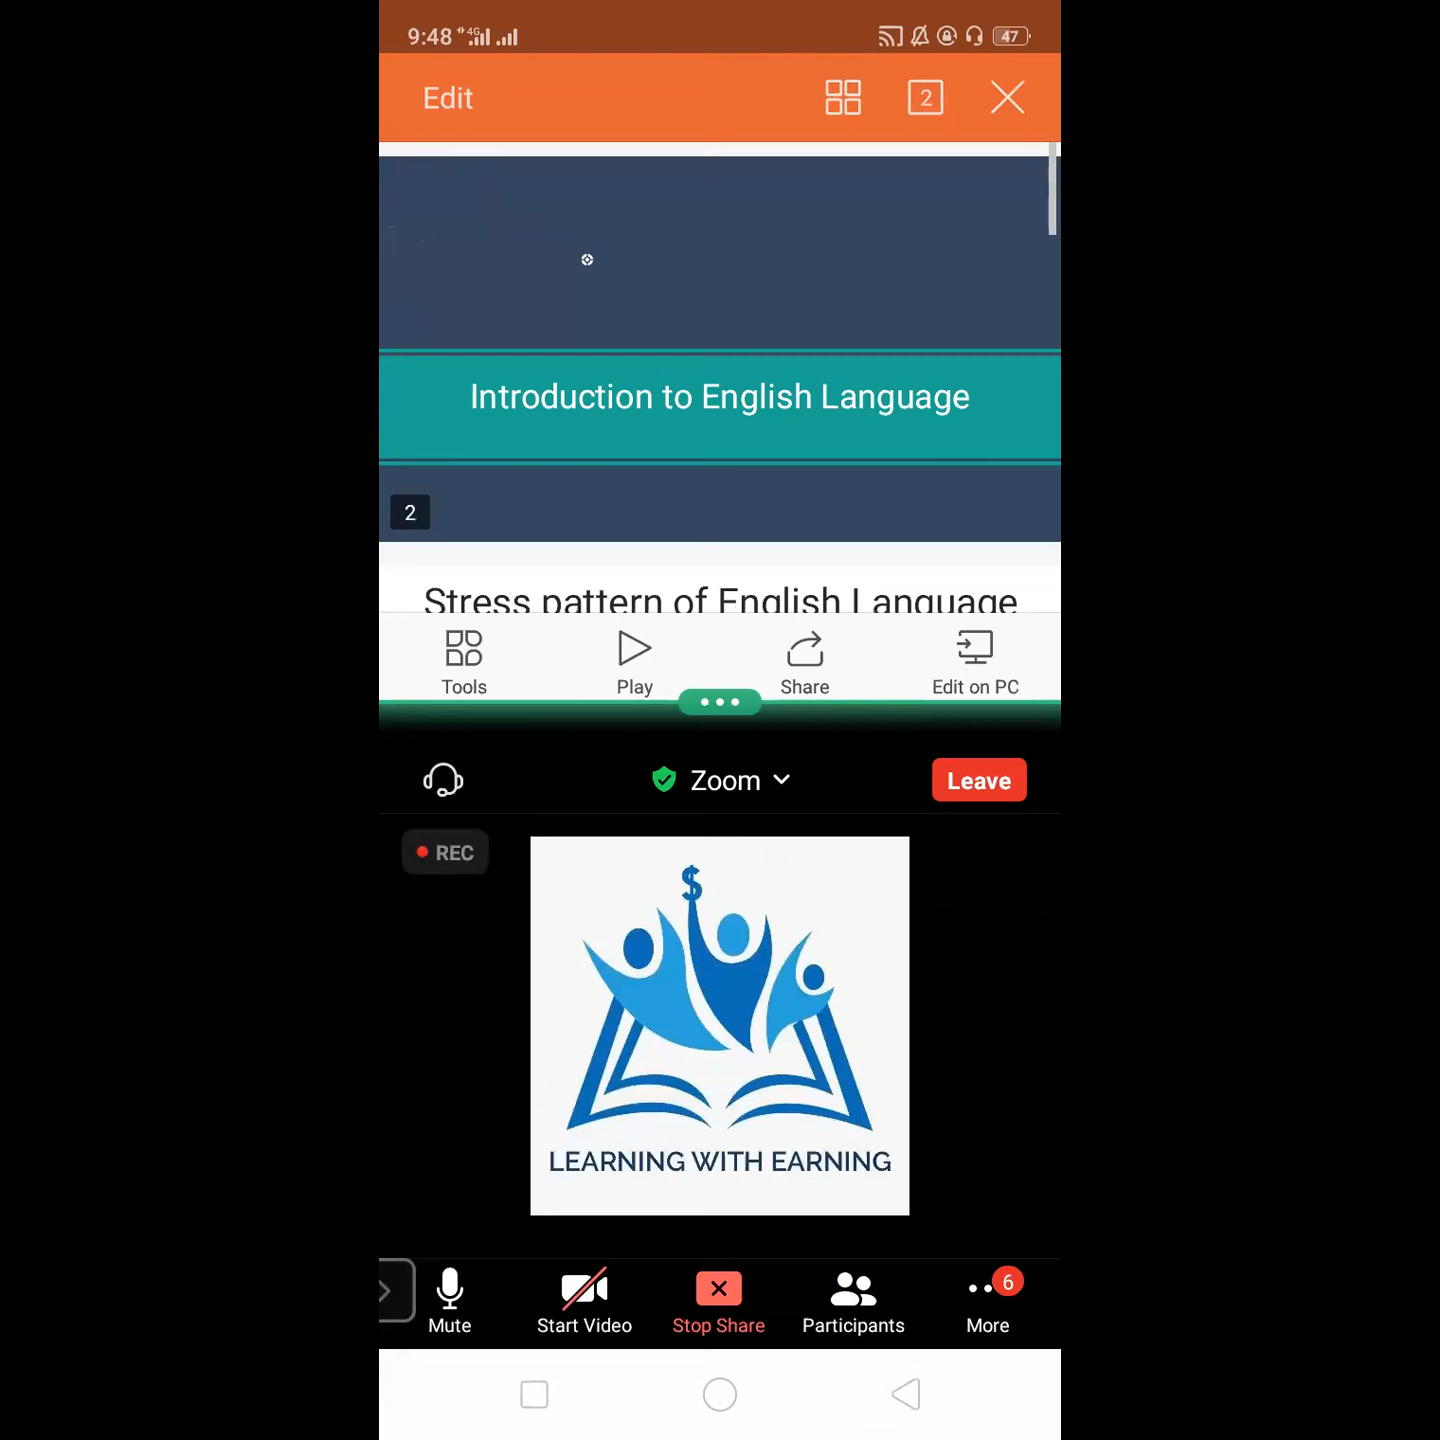 9:48 4G 47
Edit 2
Introduction to English Language
2
Stress pattern of English Language
Tools Play Share Edit on PC
Zoom Leave
REC
$
LEARNING WITH EARNING
6
Mute Start Video Stop Share Participants More